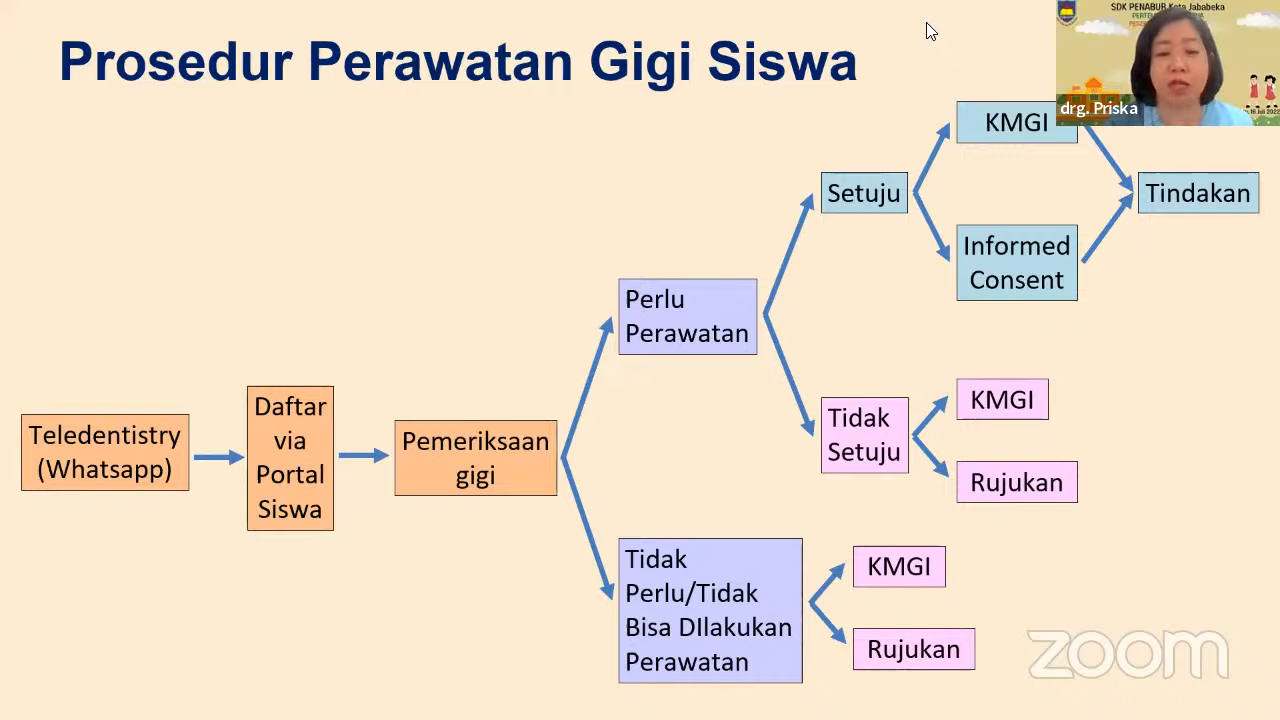 Prosedur Perawatan Gigi Siswa
SDK PENABUR Kota Jababeka
drg. Priska
KMGI
Setuju
Tindakan
Informed
Consent
Perlu
Perawatan
Teledentistry
(Whatsapp)
Daftar
via
Portal
Siswa
Pemeriksaan
gigi
Tidak
Setuju
KMGI
Rujukan
Tidak
Perlu/Tidak
Bisa DIlakukan
Perawatan
KMGI
Rujukan
zoom